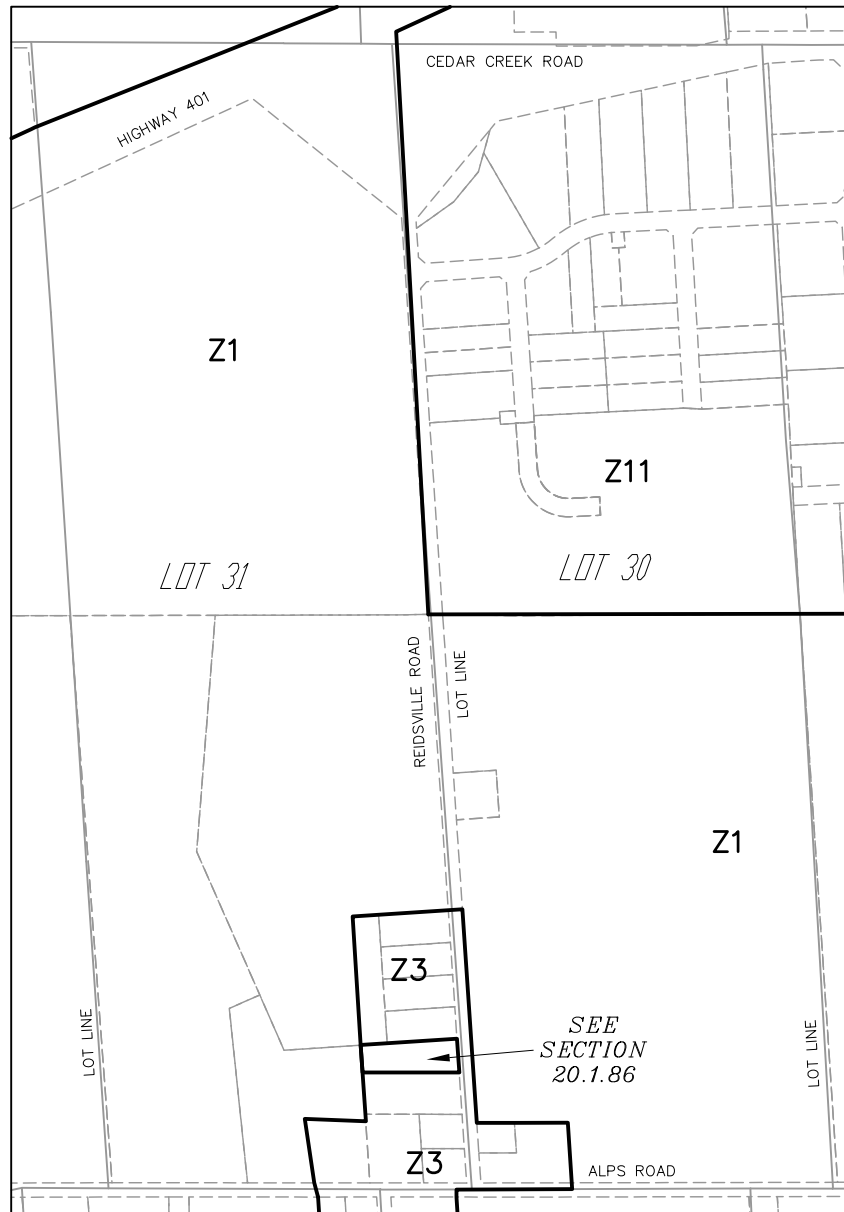 CEDAR CREEK ROAD
HIGHWAY 401
Z1
Z11
LOT 31
LOT 30
REIDSVILLE ROAD
LOT LINE
Z1
Z3
SEE
SECTION
20.1.86
LOT LINE
LOT LINE
Z3
ALPS ROAD